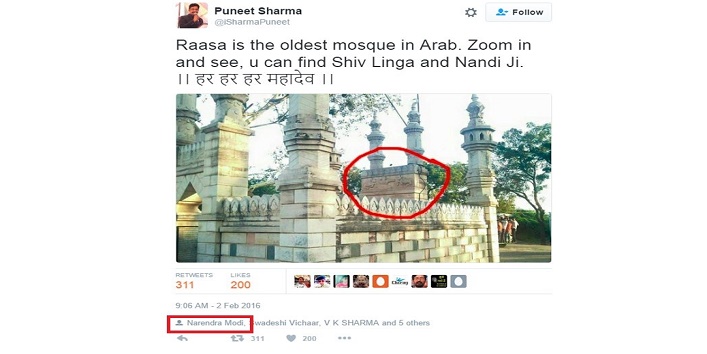 Puneet Sharma
@iSharmaPuneet
Follow
Raasa is the oldest mosque in Arab. Zoom in
and see, u can find Shiv Linga and Nandi Ji.
।। हर हर हर महादेव ।।
RETWEETS LIKES
311 200
9:06 AM - 2 Feb 2016
Narendra Modi, wadeshi Vichaar, V K SHARMA and 5 others
311 200